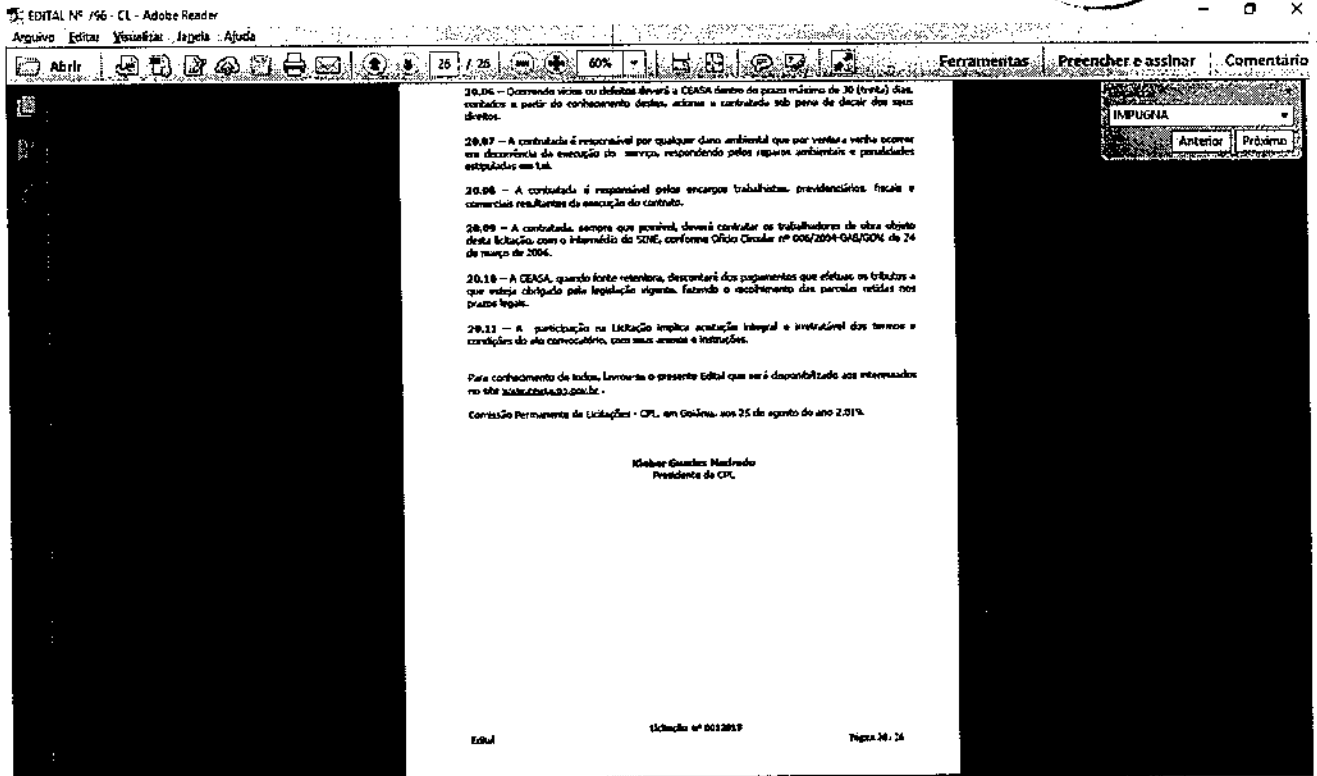 EDITAL Nº 796 - CL - Adobe Reader
Arquivo Editar Visualizar Janela Ajuda
Abrir 26 / 26 60% Ferramentas Preencher e assinar Comentário
IMPUGNA
Anterior Próximo
20.06 – Ocorrendo vícios ou defeitos deverá a CEASA dentro do prazo máximo de 30 (trinta) dias,
contados a partir do conhecimento destes, acionar a contratada sob pena de decair dos seus
direitos.
20.07 – A contratada é responsável por qualquer dano ambiental que por ventura venha ocorrer
em decorrência da execução do serviço, respondendo pelos reparos ambientais e penalidades
estipuladas em Lei.
20.08 – A contratada é responsável pelos encargos trabalhistas, previdenciários, fiscais e
comerciais resultantes da execução do contrato.
20.09 – A contratada, sempre que possível, deverá contratar os trabalhadores de obra objeto
desta licitação, com o intermédio do SINE, conforme Ofício Circular nº 006/2004-GAB/GOV. de 24
de março de 2006.
20.10 – A CEASA, quando fonte retentora, descontará dos pagamentos que efetuar os tributos a
que esteja obrigado pela legislação vigente, fazendo o recolhimento das parcelas retidas nos
prazos legais.
20.11 – A participação na Licitação implica aceitação integral e irretratável dos termos e
condições do ato convocatório, com seus anexos e instruções.
Para conhecimento de todos, lavrou-se o presente Edital que será disponibilizado aos interessados
no site www.ceasa.go.gov.br .
Comissão Permanente de Licitações - CPL, em Goiânia, aos 25 de agosto do ano 2.019.
Kleber Guedes
Presidente da CPL
Licitação nº 0012019
Edital